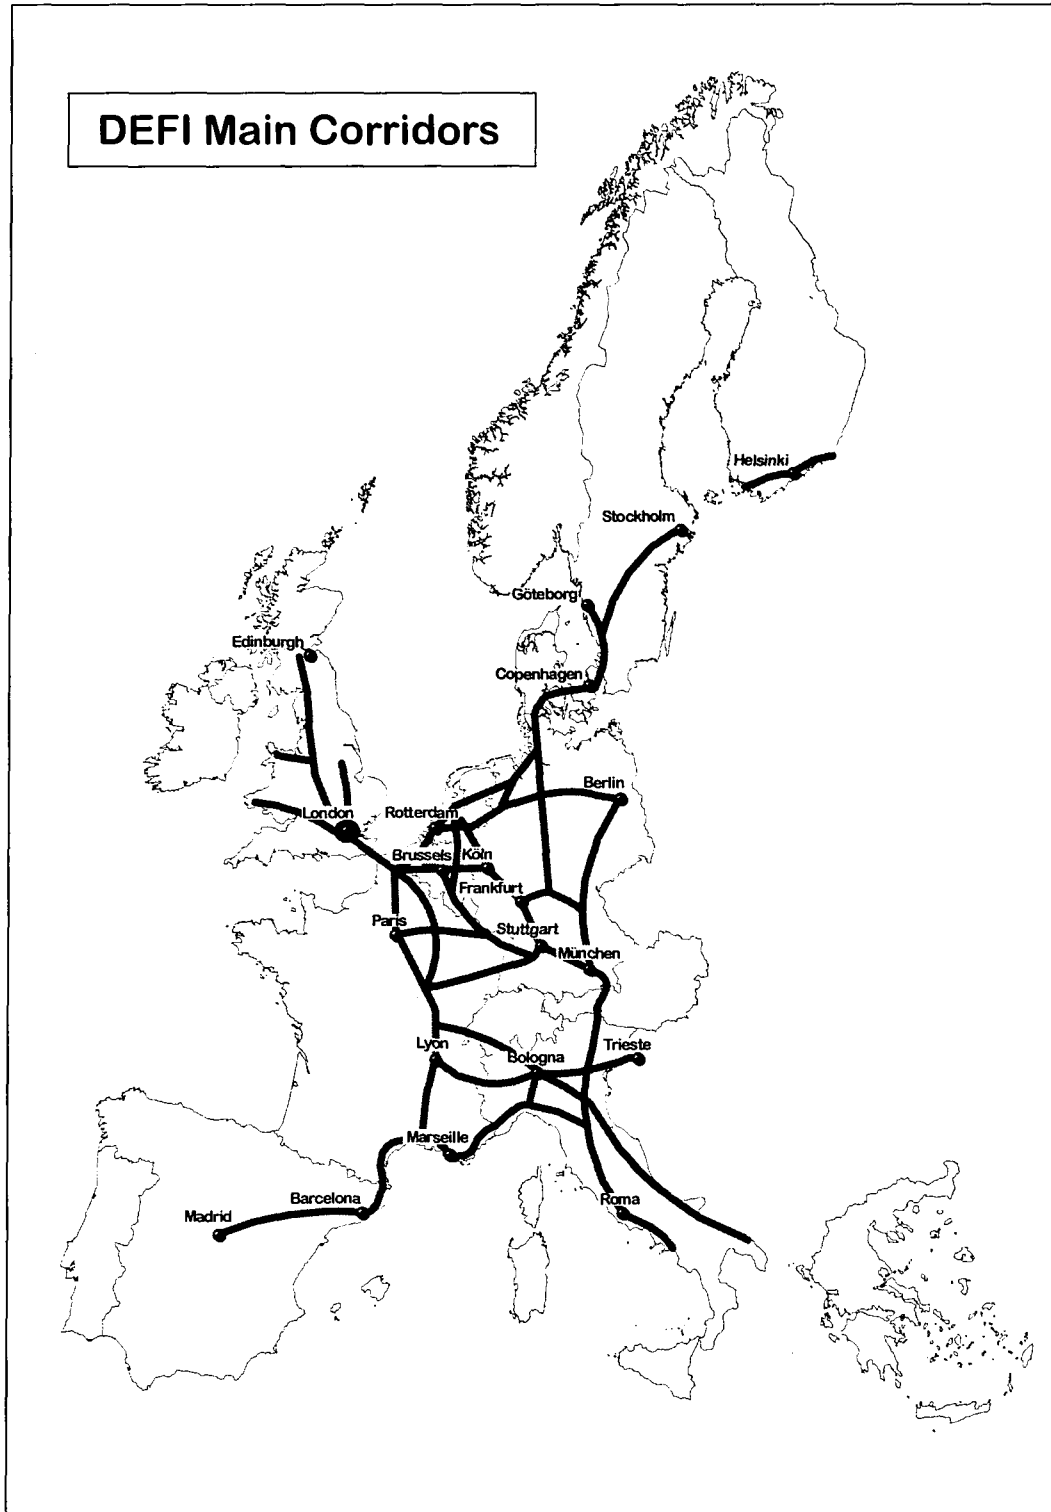 DEFI Main Corridors
Helsinki
Stockholm
Göteborg
Edinburgh
Copenhagen
Berlin
London
Rotterdam
Brussels
Köln
Frankfurt
Paris
Stuttgart
München
Lyon
Bologna
Trieste
Marseille
Barcelona
Roma
Madrid